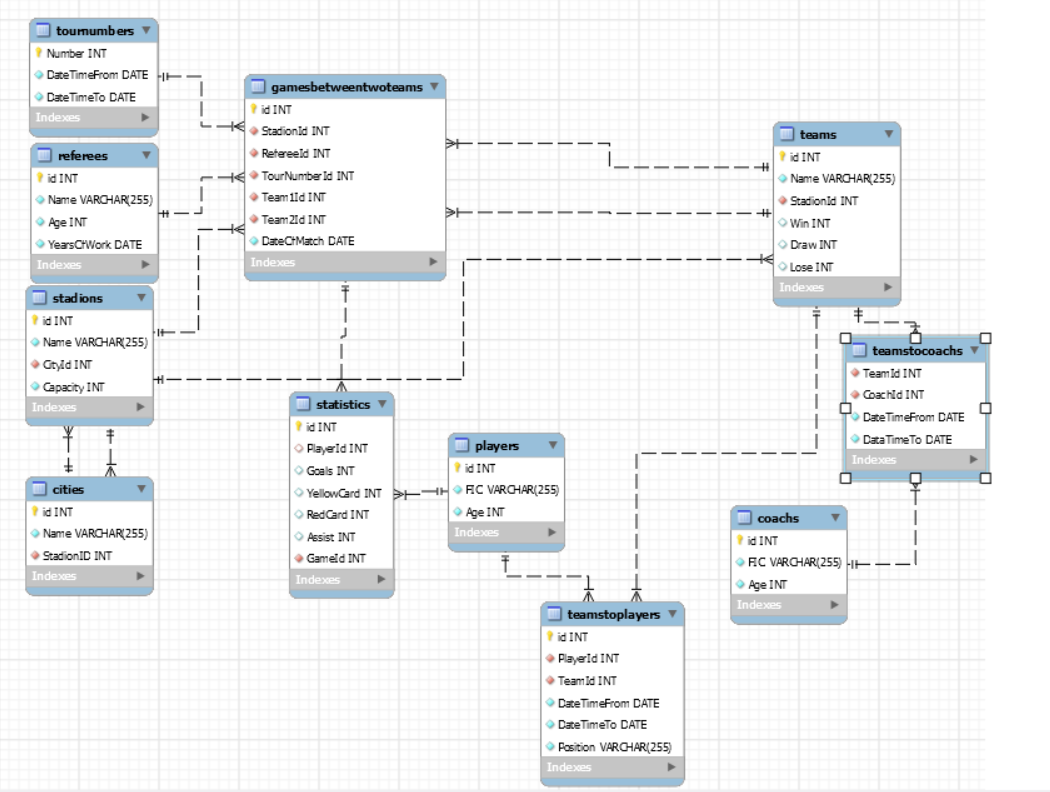 tournumbers
Number INT
DateTimeFrom DATE
DateTimeTo DATE
Indexes
referees
id INT
Name VARCHAR(255)
Age INT
YearsOfWork DATE
Indexes
stadions
id INT
Name VARCHAR(255)
CityId INT
Capacity INT
Indexes
cities
id INT
Name VARCHAR(255)
StadionID INT
Indexes
gamesbetweentwoteams
id INT
StadionId INT
RefereeId INT
TourNumberId INT
Team1Id INT
Team2Id INT
DateOfMatch DATE
Indexes
statistics
id INT
PlayerId INT
Goals INT
YellowCard INT
RedCard INT
Assist INT
GameId INT
Indexes
players
id INT
FIC VARCHAR(255)
Age INT
Indexes
teamstoplayers
id INT
PlayerId INT
TeamId INT
DateTimeFrom DATE
DateTimeTo DATE
Position VARCHAR(255)
Indexes
teams
id INT
Name VARCHAR(255)
StadionId INT
Win INT
Draw INT
Lose INT
Indexes
teamstocoachs
TeamId INT
CoachId INT
DateTimeFrom DATE
DataTimeTo DATE
Indexes
coachs
id INT
FIC VARCHAR(255)
Age INT
Indexes